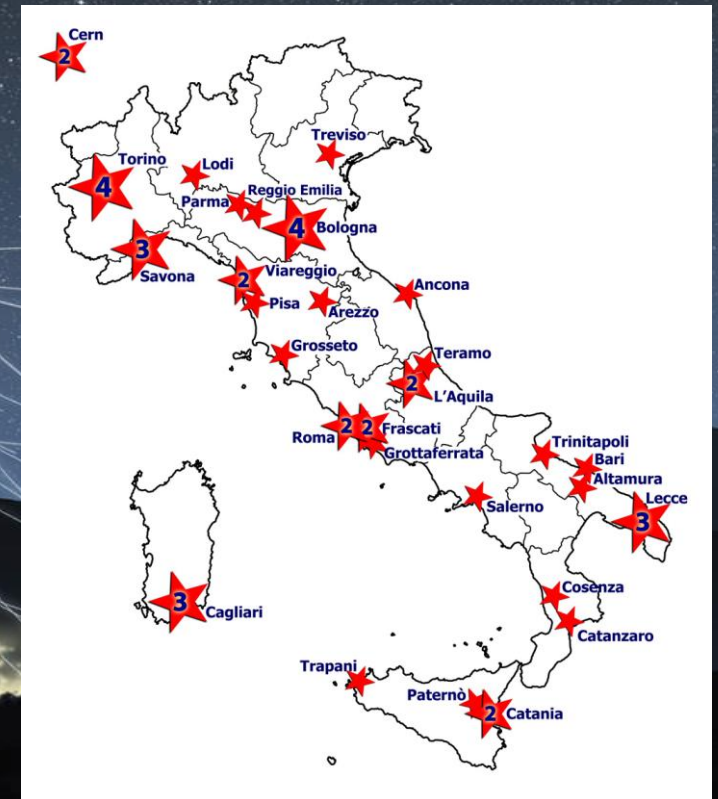 Cern
2
Treviso
Torino
4
Lodi
Reggio Emilia
Parma
4
Bologna
3
Savona
2
Viareggio
Pisa
Arezzo
Ancona
Grosseto
Teramo
2
L'Aquila
Roma
2
2
Frascati
Grottaferrata
Trinitapoli
Bari
Altamura
Lecce
3
Salerno
3
Cagliari
Cosenza
Catanzaro
Trapani
Paternò
2
Catania